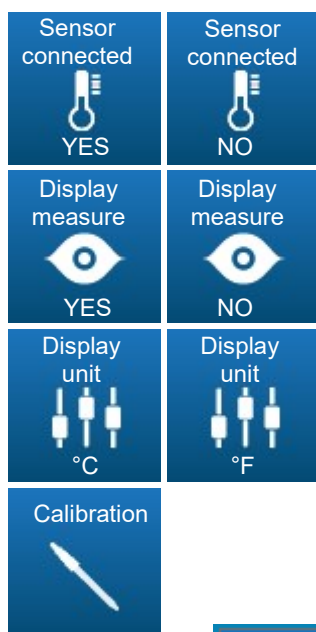 Sensor
connected
YES
Sensor
connected
NO
Display
measure
YES
Display
measure
NO
Display
unit
°C
Display
unit
°F
Calibration